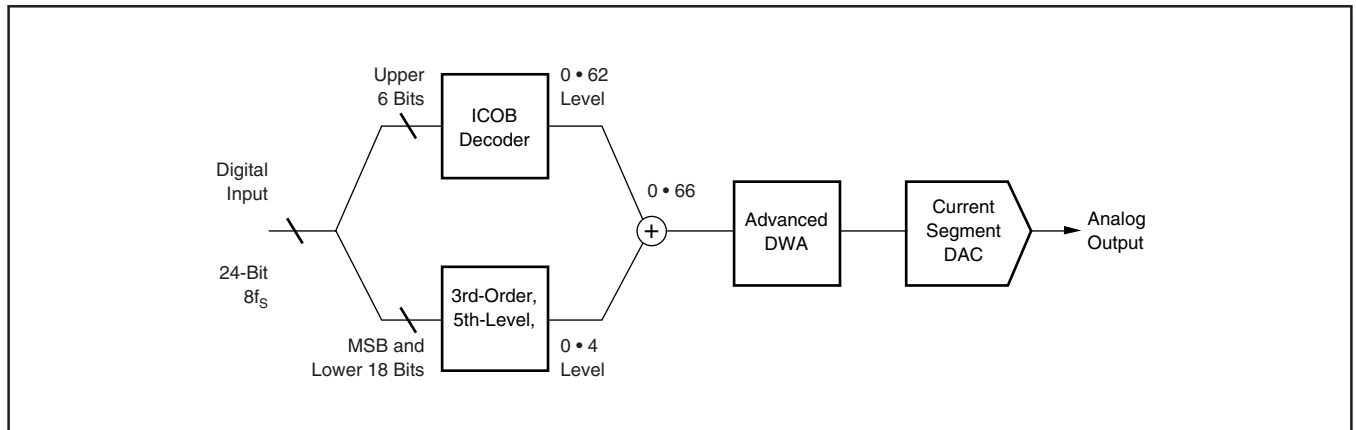 Upper
6 Bits
ICOB
Decoder
0 • 62
Level
Digital
Input
24-Bit
8fS
MSB and
Lower 18 Bits
3rd-Order,
5th-Level,
0 • 4
Level
0 • 66
+
Advanced
DWA
Current
Segment
DAC
Analog
Output